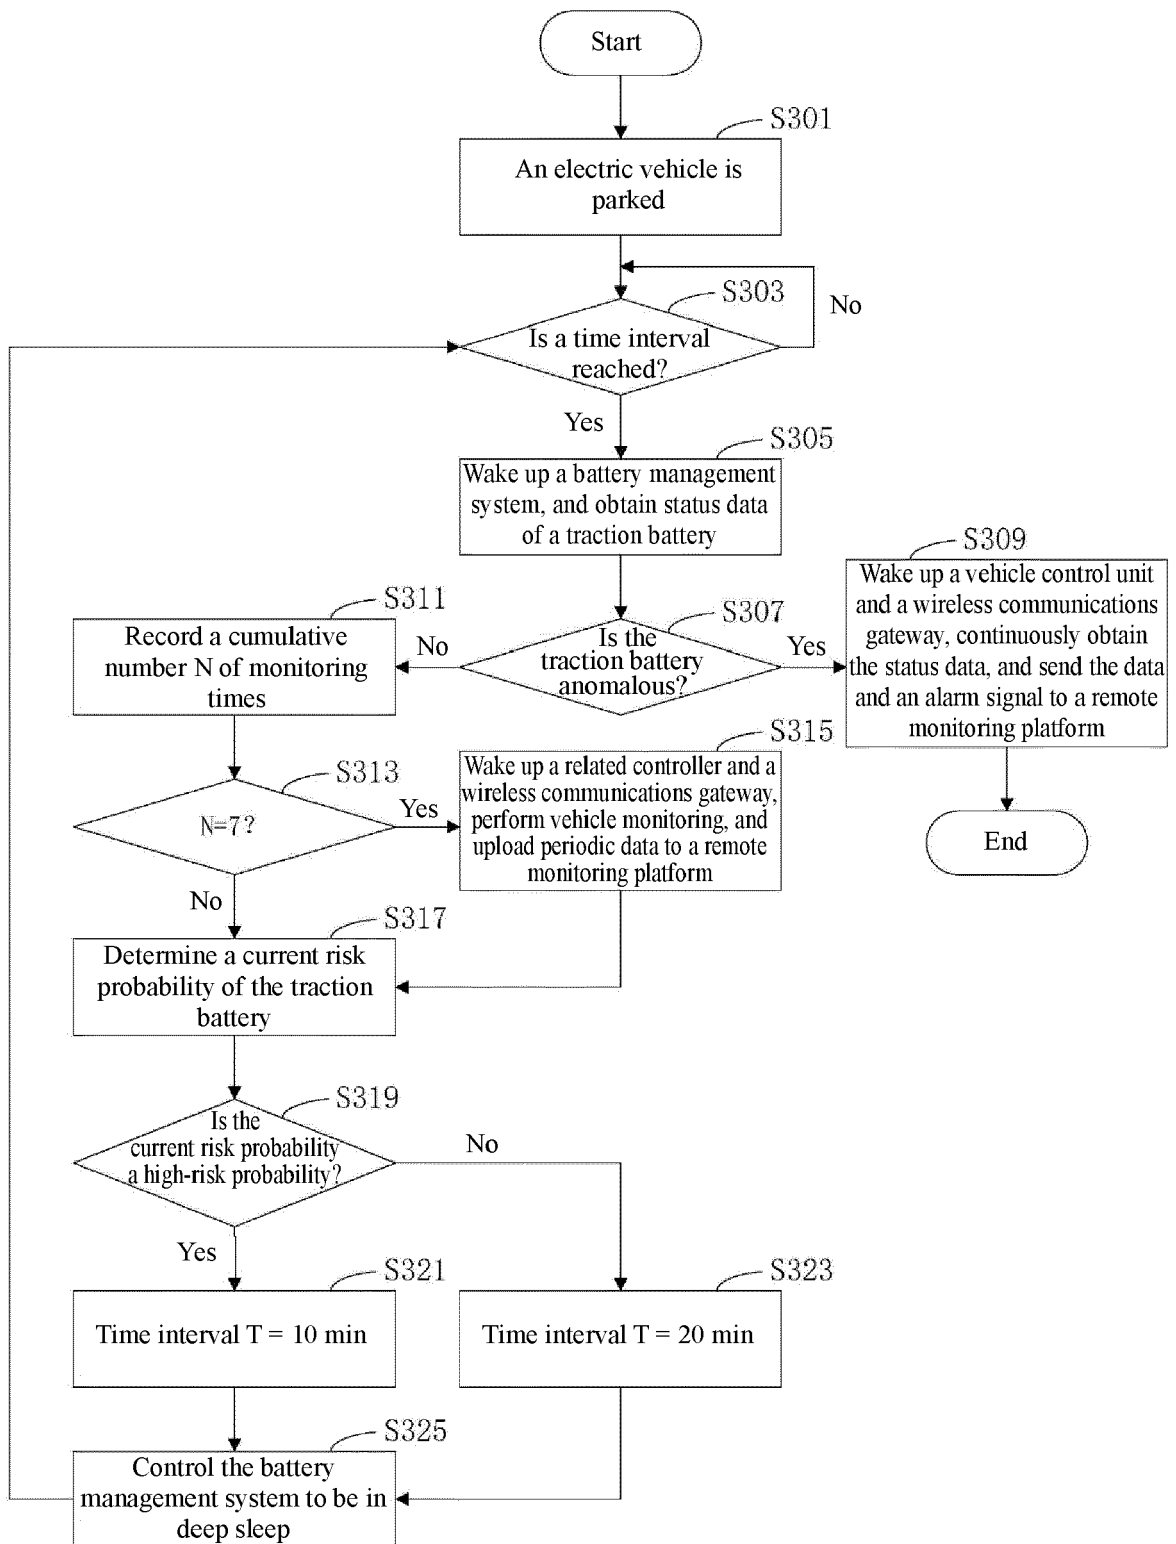 Start
S301
An electric vehicle is
parked
S303
No
Is a time interval
reached?
Yes
S305
Wake up a battery management
system, and obtain status data
of a traction battery
S309
Wake up a vehicle control unit
and a wireless communications
gateway, continuously obtain
the status data, and send the data
and an alarm signal to a remote
monitoring platform
S307
Is the
traction battery
anomalous?
Yes
No
S311
Record a cumulative
number N of monitoring
times
End
S313
N=7?
Yes
No
S315
Wake up a related controller and a
wireless communications gateway,
perform vehicle monitoring, and
upload periodic data to a remote
monitoring platform
S317
Determine a current risk
probability of the traction
battery
S319
Is the
current risk probability
a high-risk probability?
No
Yes
S321
Time interval T = 10 min
S323
Time interval T = 20 min
S325
Control the battery
management system to be in
deep sleep